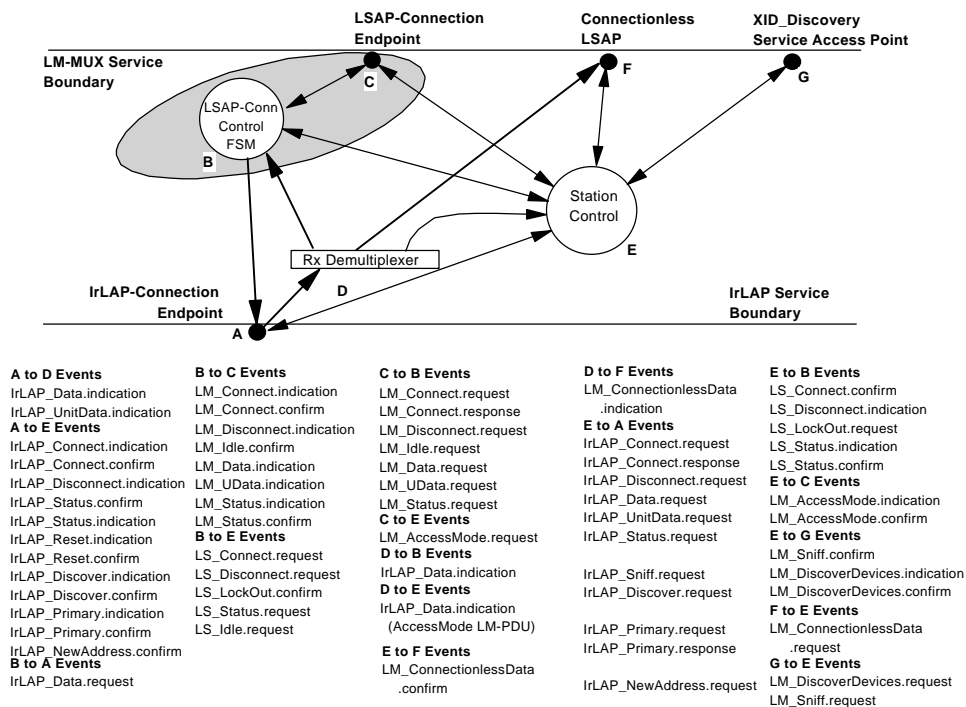 LSAP-Connection
Endpoint
Connectionless
LSAP
XID_Discovery
Service Access Point
LM-MUX Service
Boundary
C
F
G
LSAP-Conn
Control
FSM
B
Station
Control
E
Rx Demultiplexer
D
IrLAP-Connection
Endpoint
IrLAP Service
Boundary
A
A to D Events
IrLAP_Data.indication
IrLAP_UnitData.indication
A to E Events
IrLAP_Connect.indication
IrLAP_Connect.confirm
IrLAP_Disconnect.indication
IrLAP_Status.confirm
IrLAP_Status.indication
IrLAP_Reset.indication
IrLAP_Reset.confirm
IrLAP_Discover.indication
IrLAP_Discover.confirm
IrLAP_Primary.indication
IrLAP_Primary.confirm
IrLAP_NewAddress.confirm
B to A Events
IrLAP_Data.request
B to C Events
LM_Connect.indication
LM_Connect.confirm
LM_Disconnect.indication
LM_Idle.confirm
LM_Data.indication
LM_UData.indication
LM_Status.indication
LM_Status.confirm
B to E Events
LS_Connect.request
LS_Disconnect.request
LS_LockOut.confirm
LS_Status.request
LS_Idle.request
C to B Events
LM_Connect.request
LM_Connect.response
LM_Disconnect.request
LM_Idle.request
LM_Data.request
LM_UData.request
LM_Status.request
C to E Events
LM_AccessMode.request
D to B Events
IrLAP_Data.indication
D to E Events
IrLAP_Data.indication
(AccessMode LM-PDU)
E to F Events
LM_ConnectionlessData
.confirm
D to F Events
LM_ConnectionlessData
.indication
E to A Events
IrLAP_Connect.request
IrLAP_Connect.response
IrLAP_Disconnect.request
IrLAP_Data.request
IrLAP_UnitData.request
IrLAP_Status.request
IrLAP_Sniff.request
IrLAP_Discover.request
IrLAP_Primary.request
IrLAP_Primary.response
IrLAP_NewAddress.request
E to B Events
LS_Connect.confirm
LS_Disconnect.indication
LS_LockOut.request
LS_Status.indication
LS_Status.confirm
E to C Events
LM_AccessMode.indication
LM_AccessMode.confirm
E to G Events
LM_Sniff.confirm
LM_DiscoverDevices.indication
LM_DiscoverDevices.confirm
F to E Events
LM_ConnectionlessData
.request
G to E Events
LM_DiscoverDevices.request
LM_Sniff.request